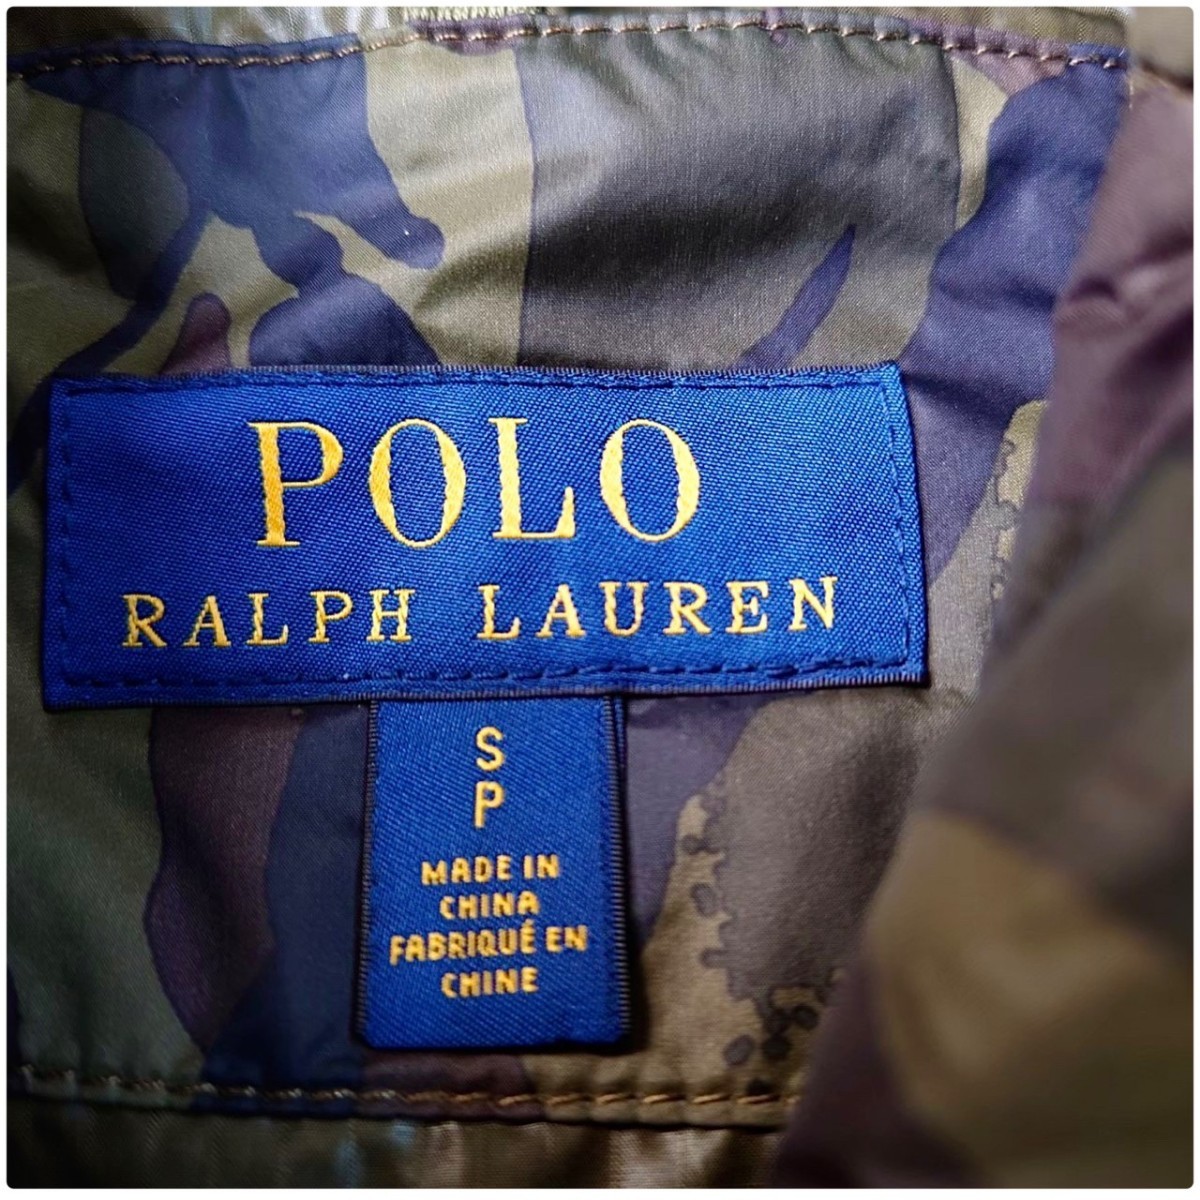 POLO
RALPH LAUREN
S
P
MADE IN
CHINA
FABRIQUÉ EN
CHINE